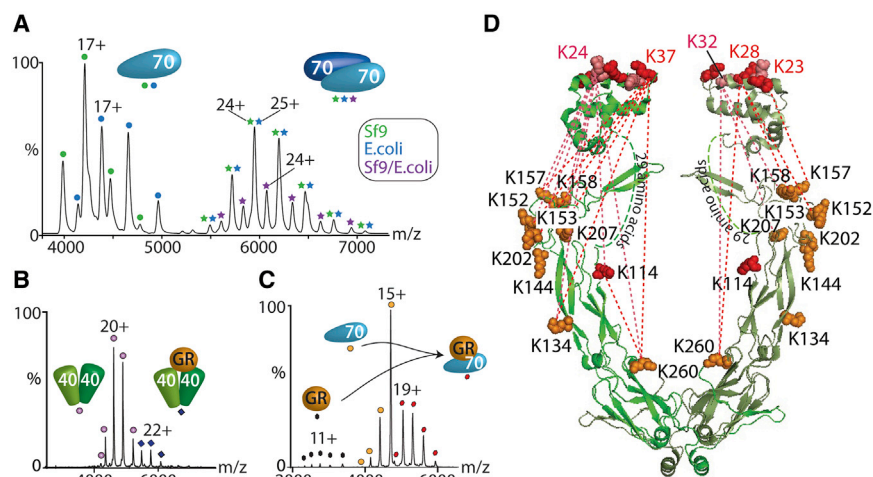 A
100
%
0
17+
17+
70
24+
25+
24+
70
70
Sf9
E.coli
Sf9/E.coli
4000
5000
6000
7000
m/z
B
100
%
0
20+
22+
40
40
GR
40
40
m/z
C
100
%
0
15+
19+
11+
70
GR
GR
70
m/z
D
K24
K37
K32
K28
K23
K157
K158
K152
K153
K207
K202
K144
K114
K134
K260
29 amino acids
K158
K157
K153
K152
K207
K202
K114
K144
K134
K260
29 amino acids